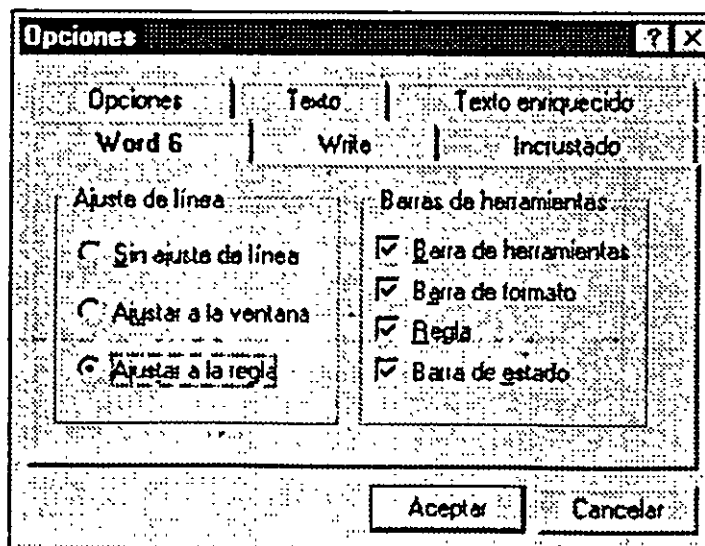 Opciones
Opciones Texto Texto enriquecido
Word 6 Write Incrustado
Ajuste de línea
Sin ajuste de línea
Ajustar a la ventana
Ajustar a la regla
Barras de herramientas
Barra de herramientas
Barra de formato
Regla
Barra de estado
Aceptar Cancelar